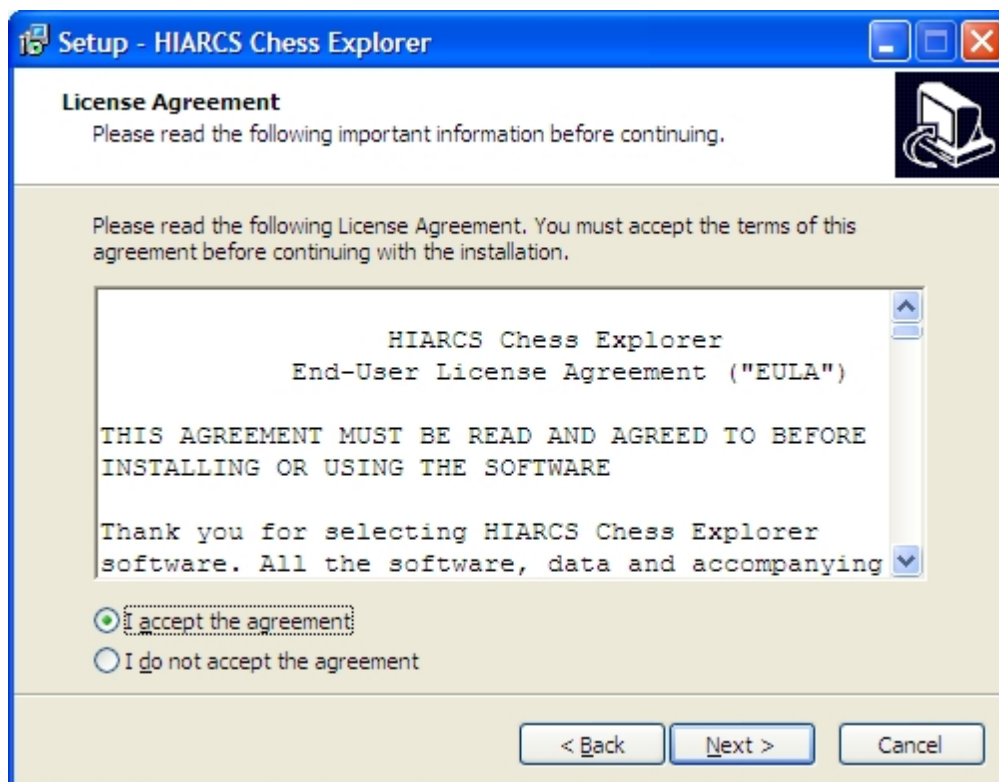 Setup - HIARCS Chess Explorer
License Agreement
Please read the following important information before continuing.
Please read the following License Agreement. You must accept the terms of this
agreement before continuing with the installation.
HIARCS Chess Explorer
End-User License Agreement ("EULA")
THIS AGREEMENT MUST BE READ AND AGREED TO BEFORE
INSTALLING OR USING THE SOFTWARE
Thank you for selecting HIARCS Chess Explorer
software. All the software, data and accompanying
I accept the agreement
I do not accept the agreement
< Back Next > Cancel